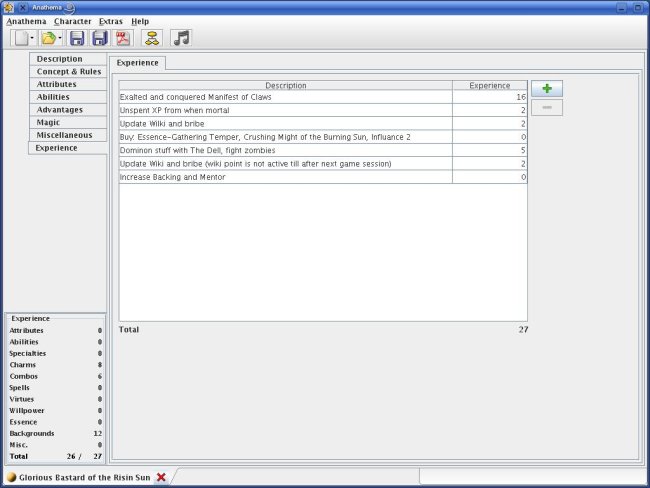 Anathema
Anathema Character Extras Help
Description
Concept & Rules
Attributes
Abilities
Advantages
Magic
Miscellaneous
Experience
Experience
Description Experience
Exalted and conquered Manifest of Claws 16
Unspent XP from when mortal 2
Update Wilki and bribe 2
Buy: Essence-Gathering Temper, Crushing Might of the Burning Sun, Influance 2 0
Dominon stuff with The Dell, fight zombies 5
Update Wiki and bribe (wiki point is not active till after next game session) 2
Increase Backing and Mentor 0
Total 27
Experience
Attributes 0
Abilities 0
Specialties 0
Charms 8
Combos 6
Spells 0
Virtues 0
Willpower 0
Essence 0
Backgrounds 12
Misc. 0
Total 26 / 27
Glorious Bastard of the Risin Sun